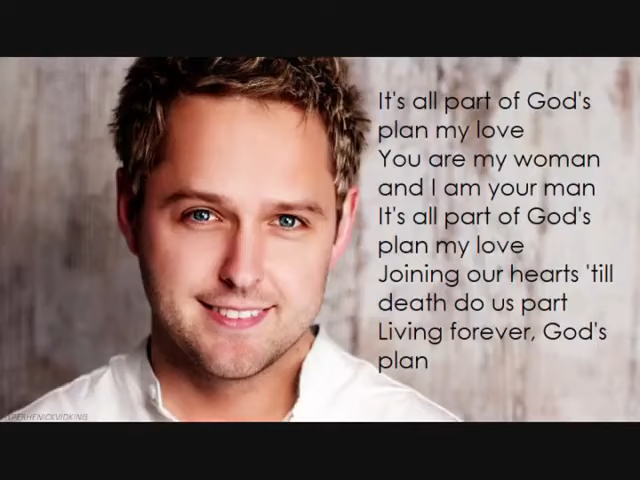 It's all part of God's
plan my love
You are my woman
and I am your man
It's all part of God's
plan my love
Joining our hearts 'till
death do us part
Living forever, God's
plan